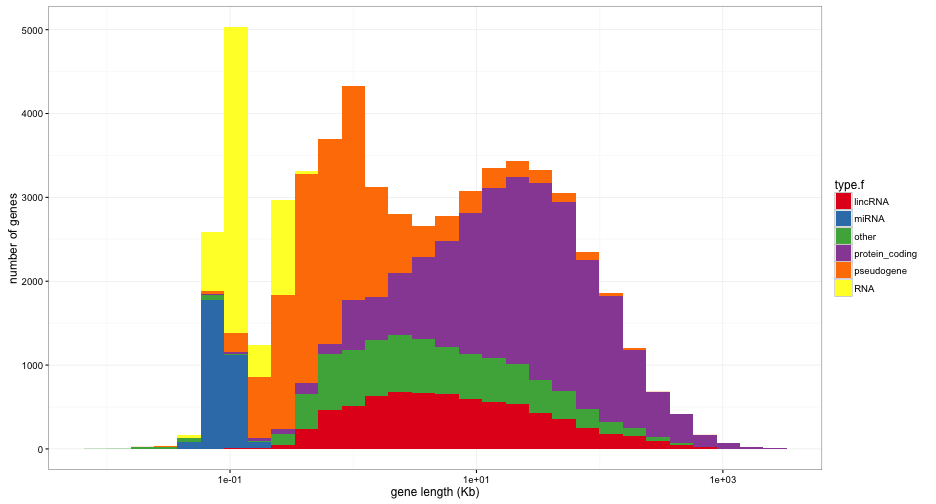 number of genes
5000
4000
3000
2000
1000
0
1e-01
1e+01
1e+03
gene length (Kb)
type.f
lincRNA
miRNA
other
protein_coding
pseudogene
RNA